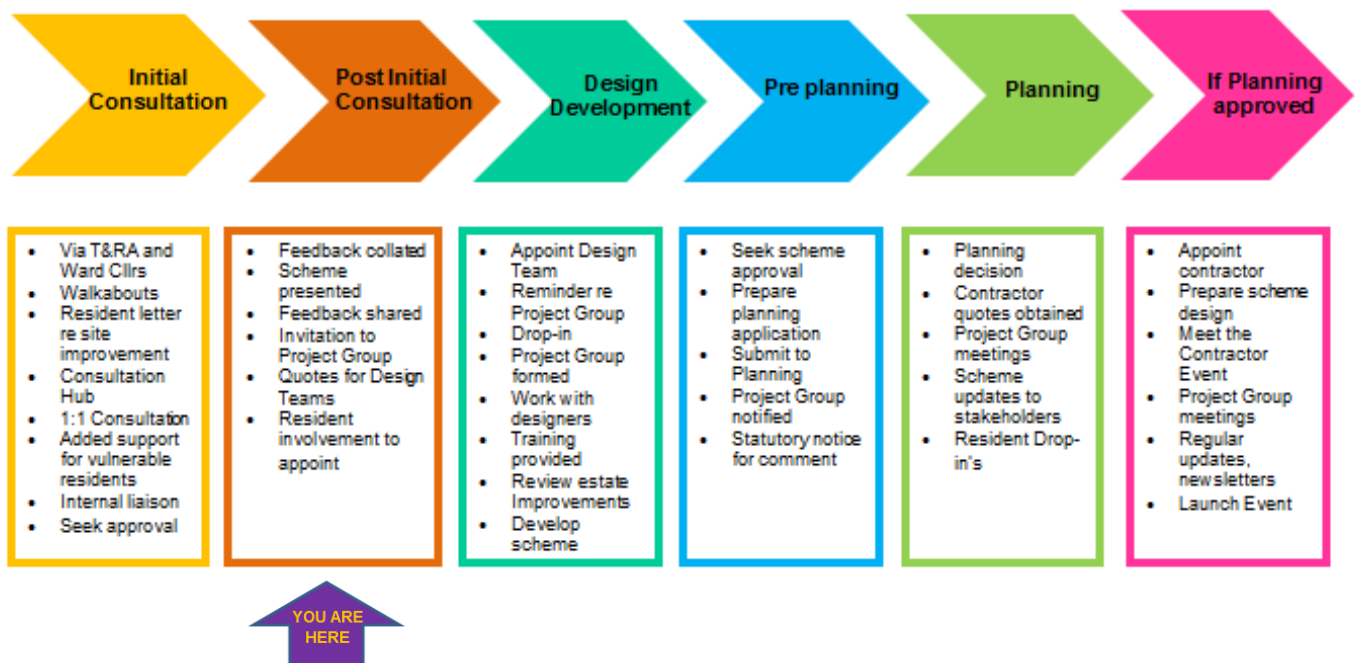 Initial
Consultation
Post Initial
Consultation
Design
Development
Pre planning
Planning
If Planning
approved
• Via T&RA and
Ward Cllrs
• Walkabouts
• Resident letter
re site
improvement
• Consultation
Hub
• 1:1 Consultation
• Added support
for vulnerable
residents
• Internal liaison
• Seek approval
• Feedback collated
• Scheme
presented
• Feedback shared
• Invitation to
Project Group
• Quotes for Design
Teams
• Resident
involvement to
appoint
• Appoint Design
Team
• Reminder re
Project Group
• Drop-in
• Project Group
formed
• Work with
designers
• Training
provided
• Review estate
Improvements
• Develop
scheme
• Seek scheme
approval
• Prepare
planning
application
• Submit to
Planning
• Project Group
notified
• Statutory notice
for comment
• Planning
decision
• Contractor
quotes obtained
• Project Group
meetings
• Scheme
updates to
stakeholders
• Resident Drop-
in's
• Appoint
contractor
• Prepare scheme
design
• Meet the
Contractor
Event
• Project Group
meetings
• Regular
updates,
newsletters
• Launch Event
YOU ARE
HERE